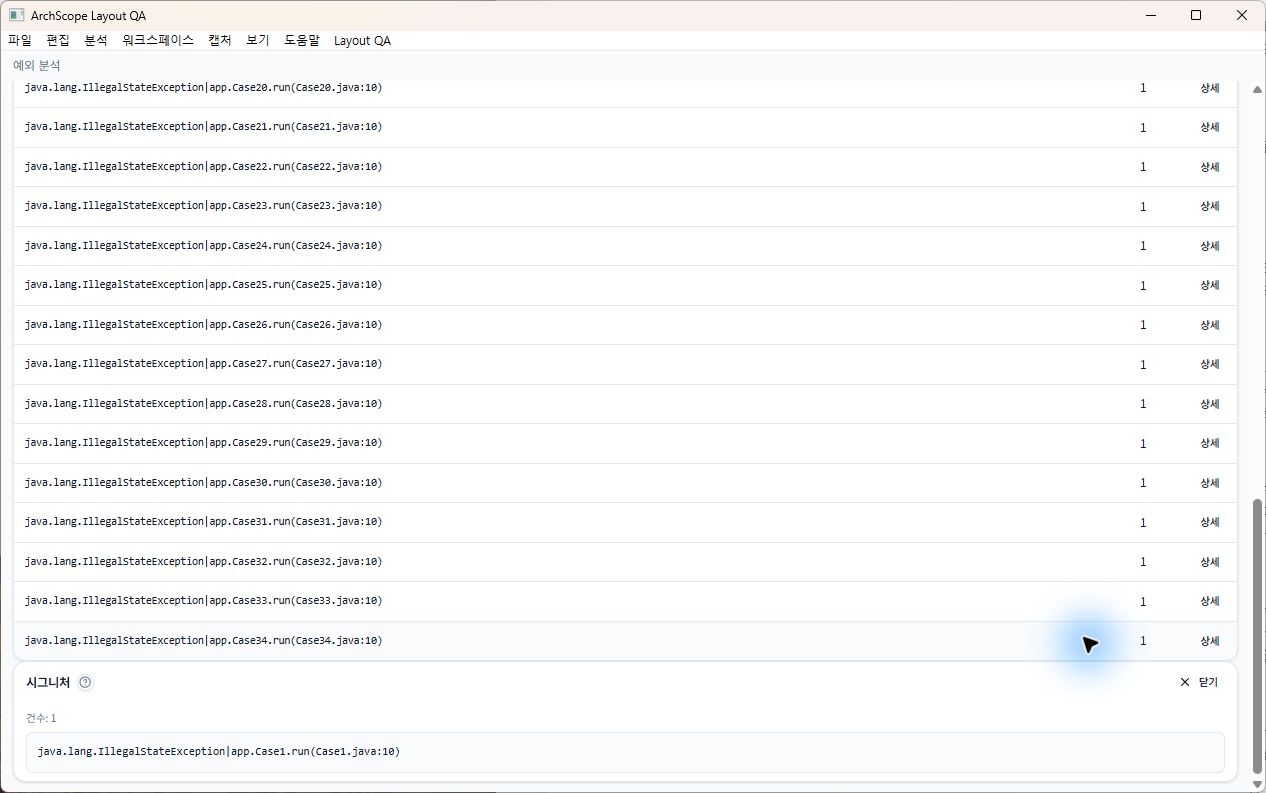 ArchScope Layout QA
파일 편집 분석 워크스페이스 캡처 보기 도움말 Layout QA
예외 분석
java.lang.IllegalStateException|app.Case20.run(Case20.java:10) 1 상세
java.lang.IllegalStateException|app.Case21.run(Case21.java:10) 1 상세
java.lang.IllegalStateException|app.Case22.run(Case22.java:10) 1 상세
java.lang.IllegalStateException|app.Case23.run(Case23.java:10) 1 상세
java.lang.IllegalStateException|app.Case24.run(Case24.java:10) 1 상세
java.lang.IllegalStateException|app.Case25.run(Case25.java:10) 1 상세
java.lang.IllegalStateException|app.Case26.run(Case26.java:10) 1 상세
java.lang.IllegalStateException|app.Case27.run(Case27.java:10) 1 상세
java.lang.IllegalStateException|app.Case28.run(Case28.java:10) 1 상세
java.lang.IllegalStateException|app.Case29.run(Case29.java:10) 1 상세
java.lang.IllegalStateException|app.Case30.run(Case30.java:10) 1 상세
java.lang.IllegalStateException|app.Case31.run(Case31.java:10) 1 상세
java.lang.IllegalStateException|app.Case32.run(Case32.java:10) 1 상세
java.lang.IllegalStateException|app.Case33.run(Case33.java:10) 1 상세
java.lang.IllegalStateException|app.Case34.run(Case34.java:10) 1 상세
시그니처 ? × 닫기
건수: 1
java.lang.IllegalStateException|app.Case1.run(Case1.java:10)